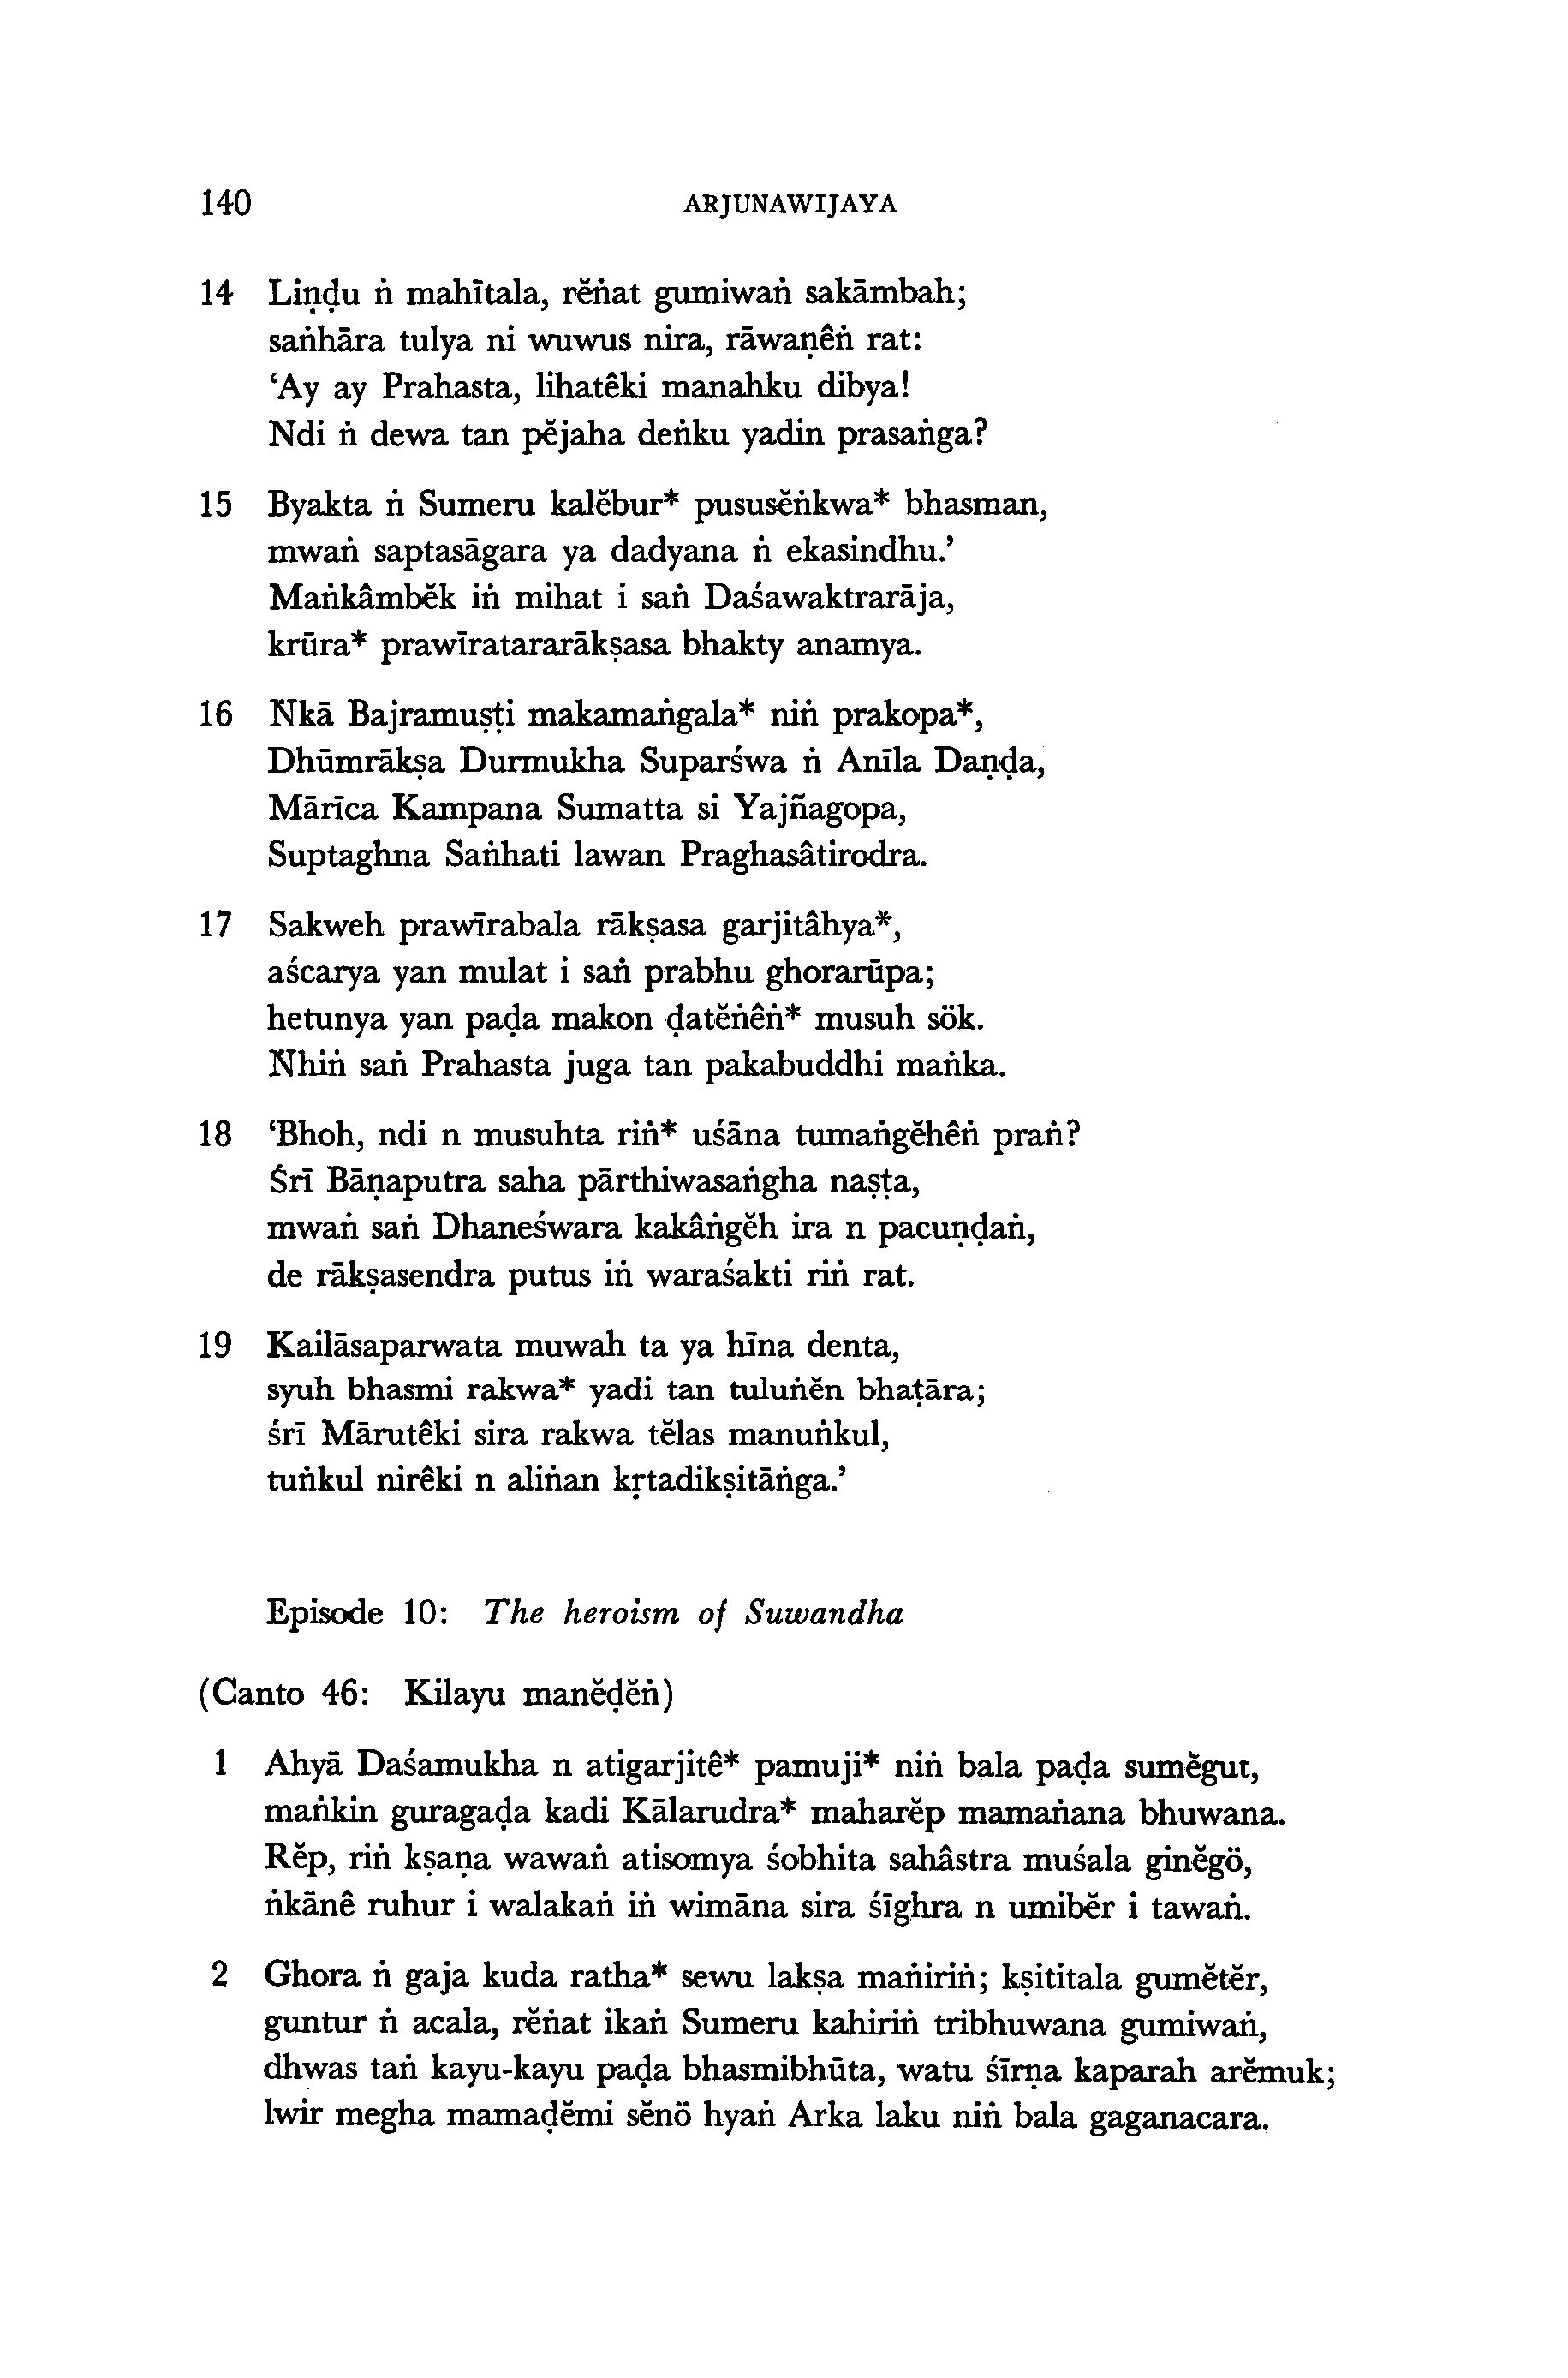 140 ARJUNAWIJAYA
14 Liṇḍu ṅ mahītala, rĕṅat gumiwaṅ sakāmbah;
saṅhāra tulya ni wuwus nira, rāwaṇêṅ rat:
‘Ay ay Prahasta, lihatêki manahku dibya!
Ndi ṅ dewa tan pĕjaha deṅku yadin prasaṅga?
15 Byakta ṅ Sumeru kalĕbur* pususĕṅkwa* bhasman,
mwaṅ saptasāgara ya dadyana ṅ ekasindhu.’
Maṅkâmbĕk iṅ mihat i saṅ Daśawaktrarāja,
krūra* prawīratararākṣasa bhakty anamya.
16 Ṅkā Bajramuṣṭi makamaṅgala* niṅ prakopa*,
Dhūmrākṣa Durmukha Suparśwa ṅ Anīla Daṇḍa,
Mārīca Kampana Sumatta si Yajñagopa,
Suptaghna Saṅhati lawan Praghasâtirodra.
17 Sakweh prawīrabala rākṣasa garjitâhya*,
aścarya yan mulat i saṅ prabhu ghorarūpa;
hetunya yan paḍa makon ḍatĕṅêṅ* musuh sök.
Ṅhiṅ saṅ Prahasta juga tan pakabuddhi maṅka.
18 ‘Bhoh, ndi n musuhta riṅ* uśāna tumaṅgĕhêṅ praṅ?
Śrī Bāṇaputra saha pārthiwasaṅgha naṣṭa,
mwaṅ saṅ Dhaneśwara kakâṅgĕh ira n pacuṇḍaṅ,
de rākṣasendra putus iṅ waraśakti riṅ rat.
19 Kailāsaparwata muwah ta ya hīna denta,
syuh bhasmi rakwa* yadi tan tuluṅĕn bhaṭāra;
śrī Mārutêki sira rakwa tĕlas manuṅkul,
tuṅkul nirêki n aliṅan kṛtadikṣitāṅga.’
Episode 10: The heroism of Suwandha
(Canto 46: Kilayu manĕḍĕṅ)
1 Ahyā Daśamukha n atigarjitê* pamuji* niṅ bala paḍa sumĕgut,
maṅkin guragaḍa kadi Kālarudra* maharĕp mamaṅana bhuwana.
Rĕp, riṅ kṣaṇa wawaṅ atisomya śobhita sahâstra muśala ginĕgö,
ṅkānê ruhur i walakaṅ iṅ wimāna sira śīghra n umibĕr i tawaṅ.
2 Ghora ṅ gaja kuda ratha* sewu lakṣa maṅiriṅ; kṣititala gumĕtĕr,
guntur ṅ acala, rĕṅat ikaṅ Sumeru kahiriṅ tribhuwana gumiwaṅ,
dhwas taṅ kayu-kayu paḍa bhasmibhūta, watu śīrṇa kaparah arĕmuk;
lwir megha mamaḍĕmi sĕnö hyaṅ Arka laku niṅ bala gaganacara.